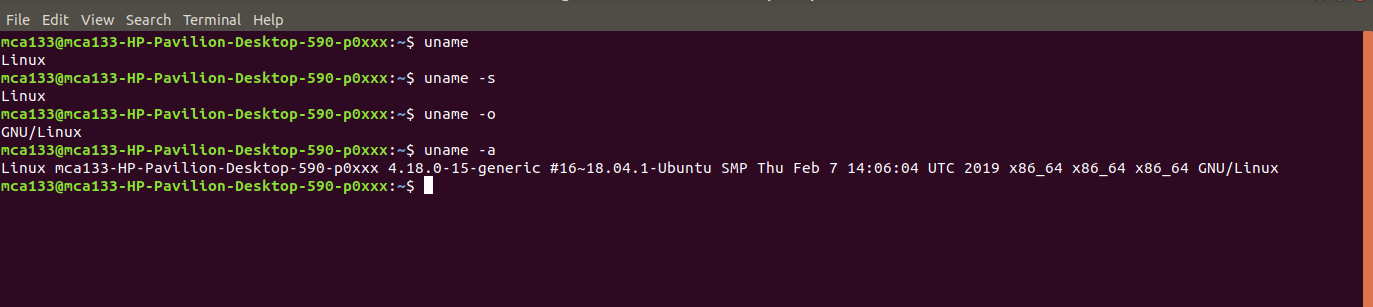 File Edit View Search Terminal Help
mca133@mca133-HP-Pavilion-Desktop-590-p0xxx:~$ uname
Linux
mca133@mca133-HP-Pavilion-Desktop-590-p0xxx:~$ uname -s
Linux
mca133@mca133-HP-Pavilion-Desktop-590-p0xxx:~$ uname -o
GNU/Linux
mca133@mca133-HP-Pavilion-Desktop-590-p0xxx:~$ uname -a
Linux mca133-HP-Pavilion-Desktop-590-p0xxx 4.18.0-15-generic #16~18.04.1-Ubuntu SMP Thu Feb 7 14:06:04 UTC 2019 x86_64 x86_64 x86_64 GNU/Linux
mca133@mca133-HP-Pavilion-Desktop-590-p0xxx:~$